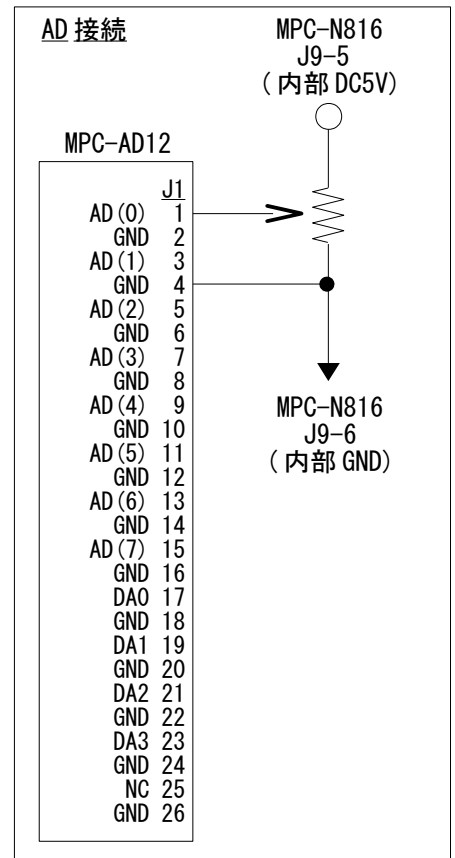 AD 接続
MPC-N816
J9-5
(内部 DC5V)
MPC-AD12
J1
AD(0) 1
GND 2
AD(1) 3
GND 4
AD(2) 5
GND 6
AD(3) 7
GND 8
AD(4) 9
GND 10
AD(5) 11
GND 12
AD(6) 13
GND 14
AD(7) 15
GND 16
DA0 17
GND 18
DA1 19
GND 20
DA2 21
GND 22
DA3 23
GND 24
NC 25
GND 26
MPC-N816
J9-6
(内部 GND)